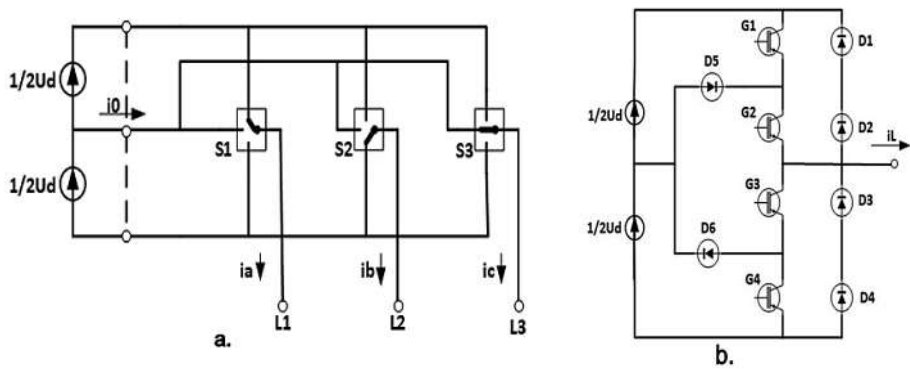 1/2Ud
i0
S1
S2
S3
1/2Ud
ia
ib
ic
L1
L2
L3
a.
G1
D1
D5
1/2Ud
G2
D2
iL
G3
D3
1/2Ud
D6
G4
D4
b.